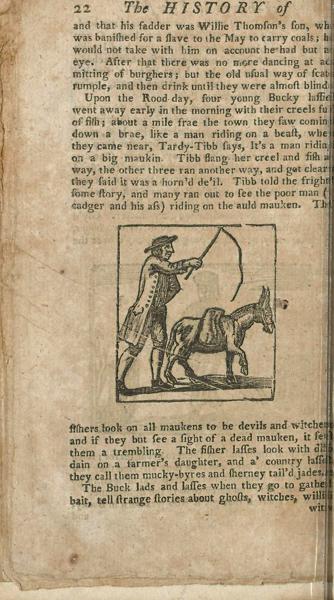 22 The HISTORY of
and that his fadder was Willie Thomson's son, wh
was banished for a slave to the May to carry coals;
would not take with him on account he had but
eye. After that there was no more dancing at
mitting of burghers; but the old usual way of
rumple, and then drink until they were almost blind
Upon the Rood-day, four young Bucky lasses
went away early in the morning with their creels fu
of fish; about a mile frae the town they saw comin
down a brae, like a man riding on a beast, whe
they came near, Tardy-Tibb says, It's a man ridin
on a big maukin. Tibb flang her creel and fish a
way, the other three ran another way, and got clear
they said it was a horn'd de'il. Tibb told the fright
some story, and many ran out to see the poor man (
cadger and his ass) riding on the auld mauken. Th
fishers look on all maukens to be devils and witches
and if they but see a sight of a dead mauken, it
them a trembling. The fisher lasses look with
dain on a farmer's daughter, and a' country lasses
they call them mucky-byres and sherney tail'd jades.
The Buck lads and lasses when they go to gathe
bait, tell strange stories about ghosts, witches, willi
wit